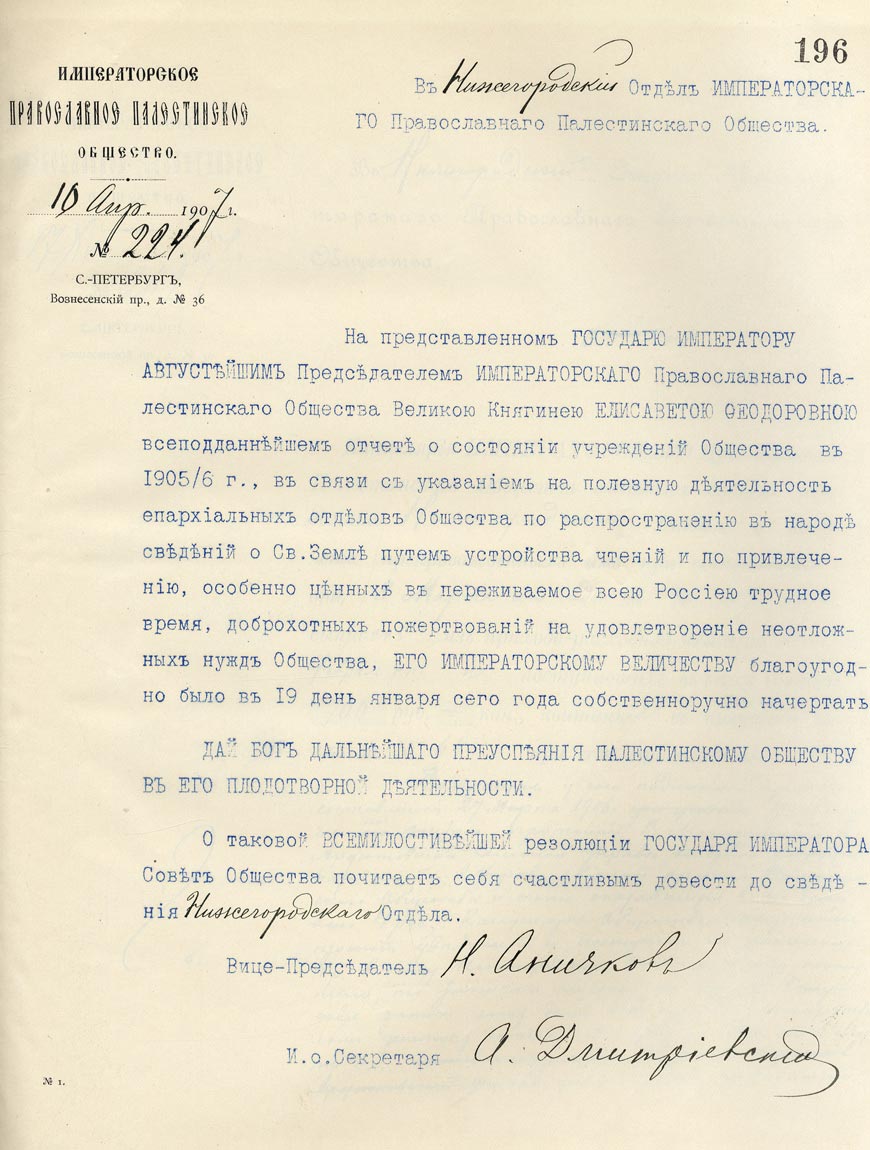 196
ИМПЕРАТОРСКОЕ
ПРАВОСЛАВНОЕ ПАЛЕСТИНСКОЕ
ОБЩЕСТВО.
10 Апр. 1907 г.
№ 224.
С.-ПЕТЕРБУРГЪ,
Вознесенскій пр., д. № 36
Въ Нижегородскій Отдѣлъ ИМПЕРАТОРСКА-
ГО Православнаго Палестинскаго Общества.
На представленномъ ГОСУДАРЮ ИМПЕРАТОРУ
АВГУСТѢЙШИМЪ Предсѣдателемъ ИМПЕРАТОРСКАГО Православнаго Па-
лестинскаго Общества Великою Княгинею ЕЛИСАВЕТОЮ ѲЕОДОРОВНОЮ
всеподданнѣйшемъ отчетѣ о состояніи учрежденій Общества въ
1905/6 г., въ связи съ указаніемъ на полезную дѣятельность
епархіальныхъ отдѣловъ Общества по распространенію въ народѣ
свѣдѣній о Св.Землѣ путемъ устройства чтеній и по привлече-
нію, особенно цѣнныхъ въ переживаемое всею Россіею трудное
время, доброхотныхъ пожертвованій на удовлетвореніе неотлож-
ныхъ нуждъ Общества, ЕГО ИМПЕРАТОРСКОМУ ВЕЛИЧЕСТВУ благоугод-
но было въ 19 день января сего года собственноручно начертать
ДАЙ БОГЪ ДАЛЬНѢЙШАГО ПРЕУСПѢЯНІЯ ПАЛЕСТИНСКОМУ ОБЩЕСТВУ
ВЪ ЕГО ПЛОДОТВОРНОЙ ДѢЯТЕЛЬНОСТИ.
О таковой ВСЕМИЛОСТИВѢЙШЕЙ резолюціи ГОСУДАРЯ ИМПЕРАТОРА
Совѣтъ Общества почитаетъ себя счастливымъ довести до свѣдѣ -
нія Нижегородскаго Отдѣла.
Вице-Предсѣдатель Н. Аничковъ
И.о.Секретаря А. Дмитріевскій
№ 1.